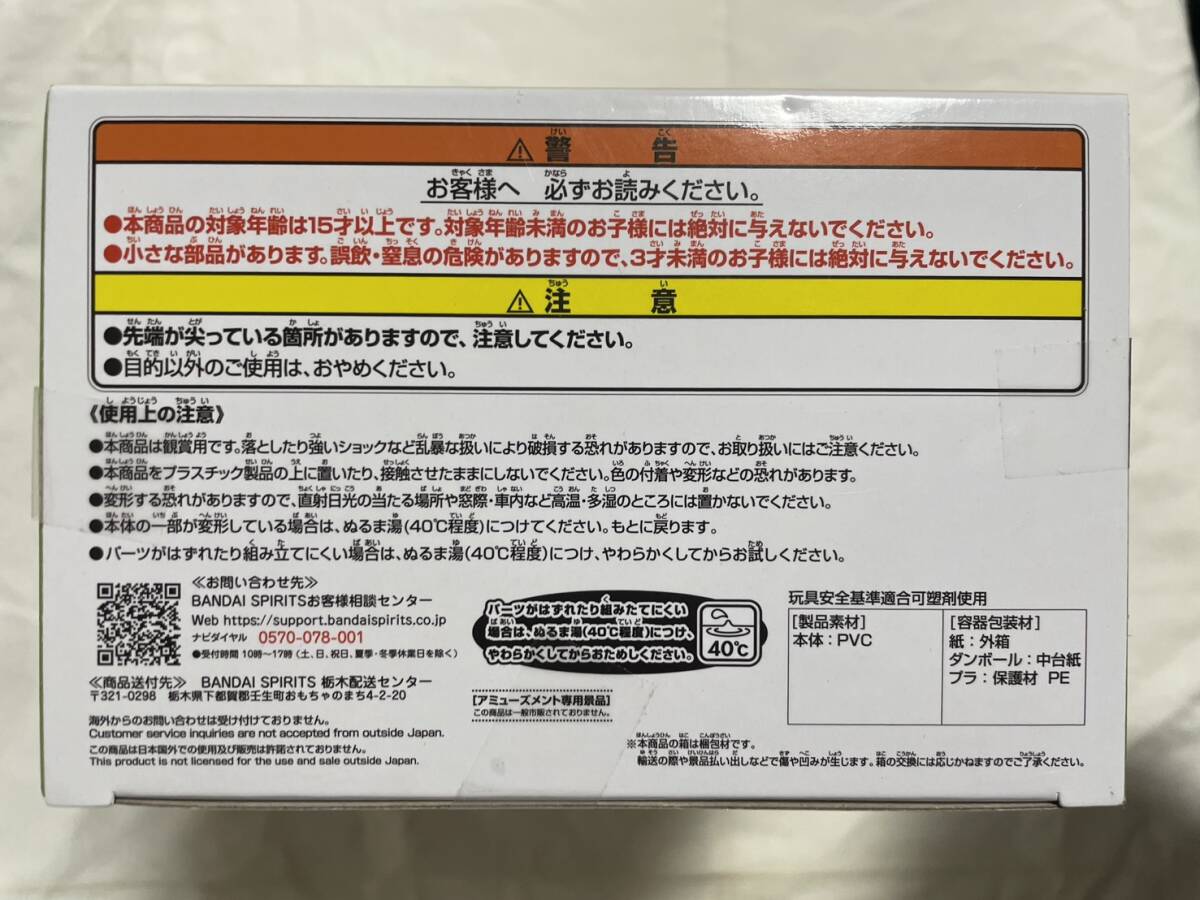 ⚠ 警告
お客様へ 必ずお読みください。
●本商品の対象年齢は15才以上です。対象年齢未満のお子様には絶対に与えないでください。
●小さな部品があります。誤飲・窒息の危険がありますので、3才未満のお子様には絶対に与えないでください。
⚠ 注意
●先端が尖っている箇所がありますので、注意してください。
●目的以外のご使用は、おやめください。
《使用上の注意》
●本商品は観賞用です。落としたり強いショックなど乱暴な扱いにより破損する恐れがありますので、お取り扱いにはご注意ください。
●本商品をプラスチック製品の上に置いたり、接触させたままにしないでください。色の付着や変形などの恐れがあります。
●変形する恐れがありますので、直射日光の当たる場所や窓際・車内など高温・多湿のところには置かないでください。
●本体の一部が変形している場合は、ぬるま湯(40℃程度)につけてください。もとに戻ります。
●パーツがはずれたり組み立てにくい場合は、ぬるま湯(40℃程度)につけ、やわらかくしてからお試しください。
≪お問い合わせ先≫
BANDAI SPIRITSお客様相談センター
Web https://support.bandaispirits.co.jp
ナビダイヤル 0570-078-001
●受付時間 10時〜17時 (土、日、祝日、夏季・冬季休業日を除く)
≪商品送付先≫ BANDAI SPIRITS 栃木配送センター
〒321-0298 栃木県下都賀郡壬生町おもちゃのまち4-2-20
海外からのお問い合わせは受け付けておりません。
Customer service inquiries are not accepted from outside Japan.
この商品は日本国外での使用及び販売は許諾されておりません。
This product is not licensed for the use and sale outside Japan.
パーツがはずれたり組みたてにくい
場合は、ぬるま湯(40℃程度)につけ、
やわらかくしてからおためしください。
40℃
[アミューズメント専用景品]
この商品は一般市販されておりません。
玩具安全基準適合可塑剤使用
[製品素材]
本体：PVC
[容器包装材]
紙：外箱
ダンボール：中台紙
プラ：保護材 PE
※本商品の箱は梱包材です。
輸送の際や景品払い出しなどで傷や凹みが生じます。箱の交換には応じかねますのでご了承ください。